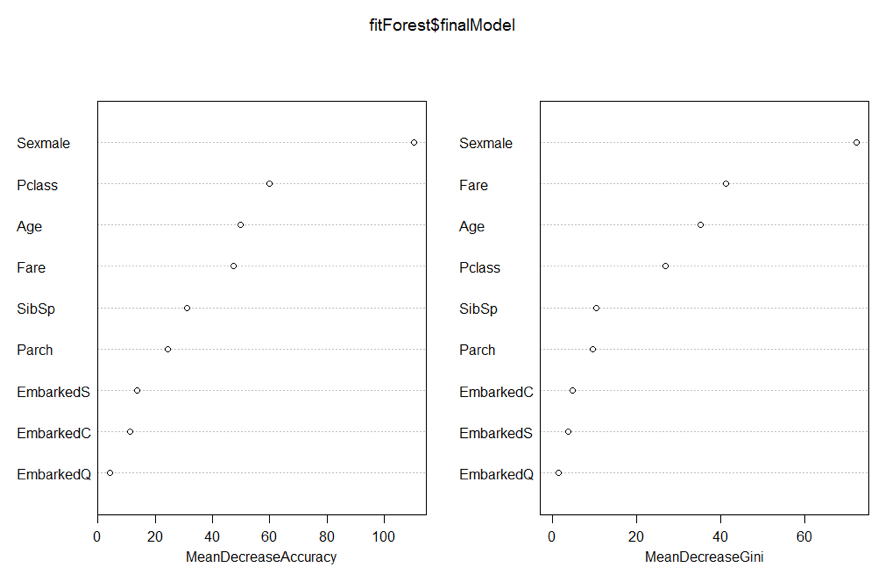 fitForest$finalModel
Sexmale
Pclass
Age
Fare
SibSp
Parch
EmbarkedS
EmbarkedC
EmbarkedQ
0 20 40 60 80 100
MeanDecreaseAccuracy
Sexmale
Fare
Age
Pclass
SibSp
Parch
EmbarkedC
EmbarkedS
EmbarkedQ
0 20 40 60
MeanDecreaseGini